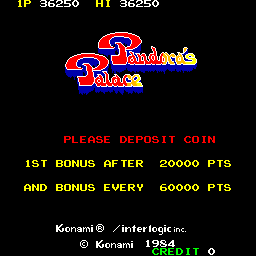 1P 36250 HI 36250
Pandora's
Palace
PLEASE DEPOSIT COIN
1ST BONUS AFTER 20000 PTS
AND BONUS EVERY 60000 PTS
Konami® /interlogic inc.
© Konami 1984
CREDIT 0